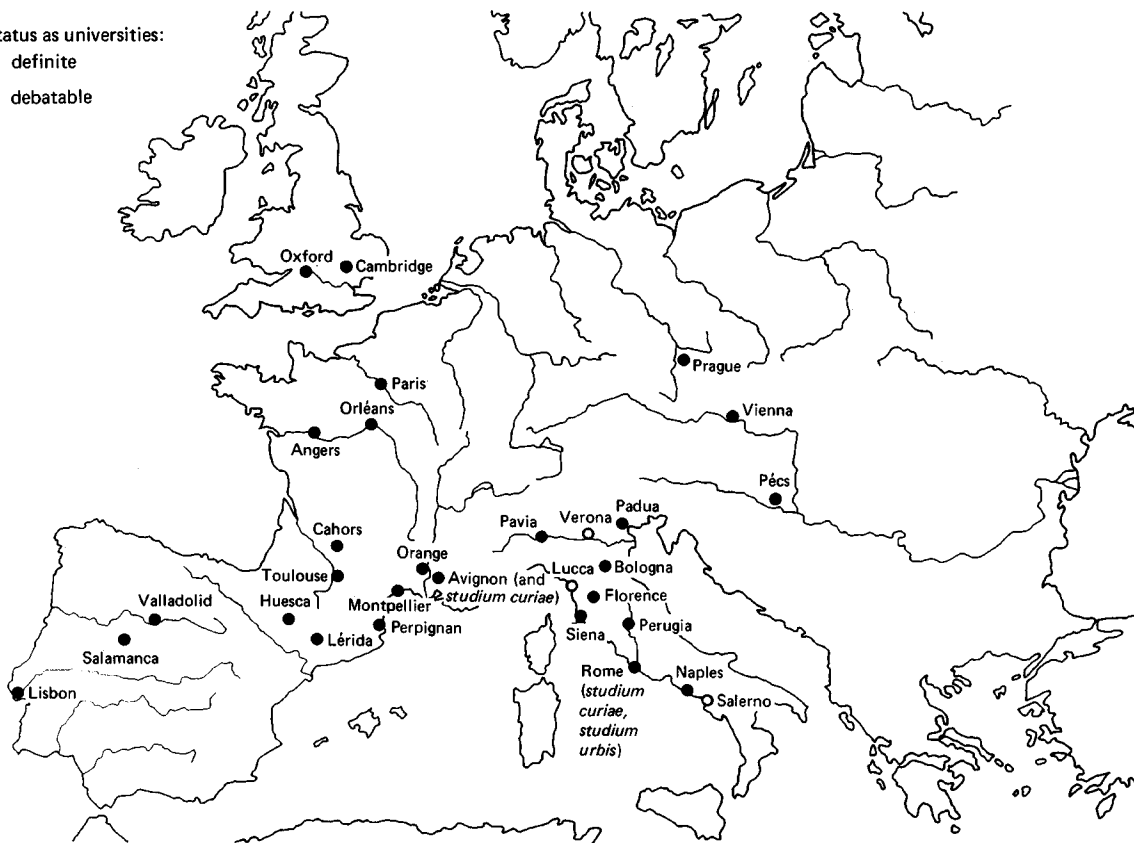 tatus as universities:
definite
debatable
Oxford
Cambridge
Prague
Paris
Orléans
Vienna
Angers
Pécs
Cahors
Pavia
Verona
Padua
Orange
Toulouse
Avignon (and
studium curiae)
Lucca
Bologna
Valladolid
Huesca
Montpellier
Florence
Perpignan
Siena
Perugia
Salamanca
Lérida
Lisbon
Rome
(studium
curiae,
studium
urbis)
Naples
Salerno